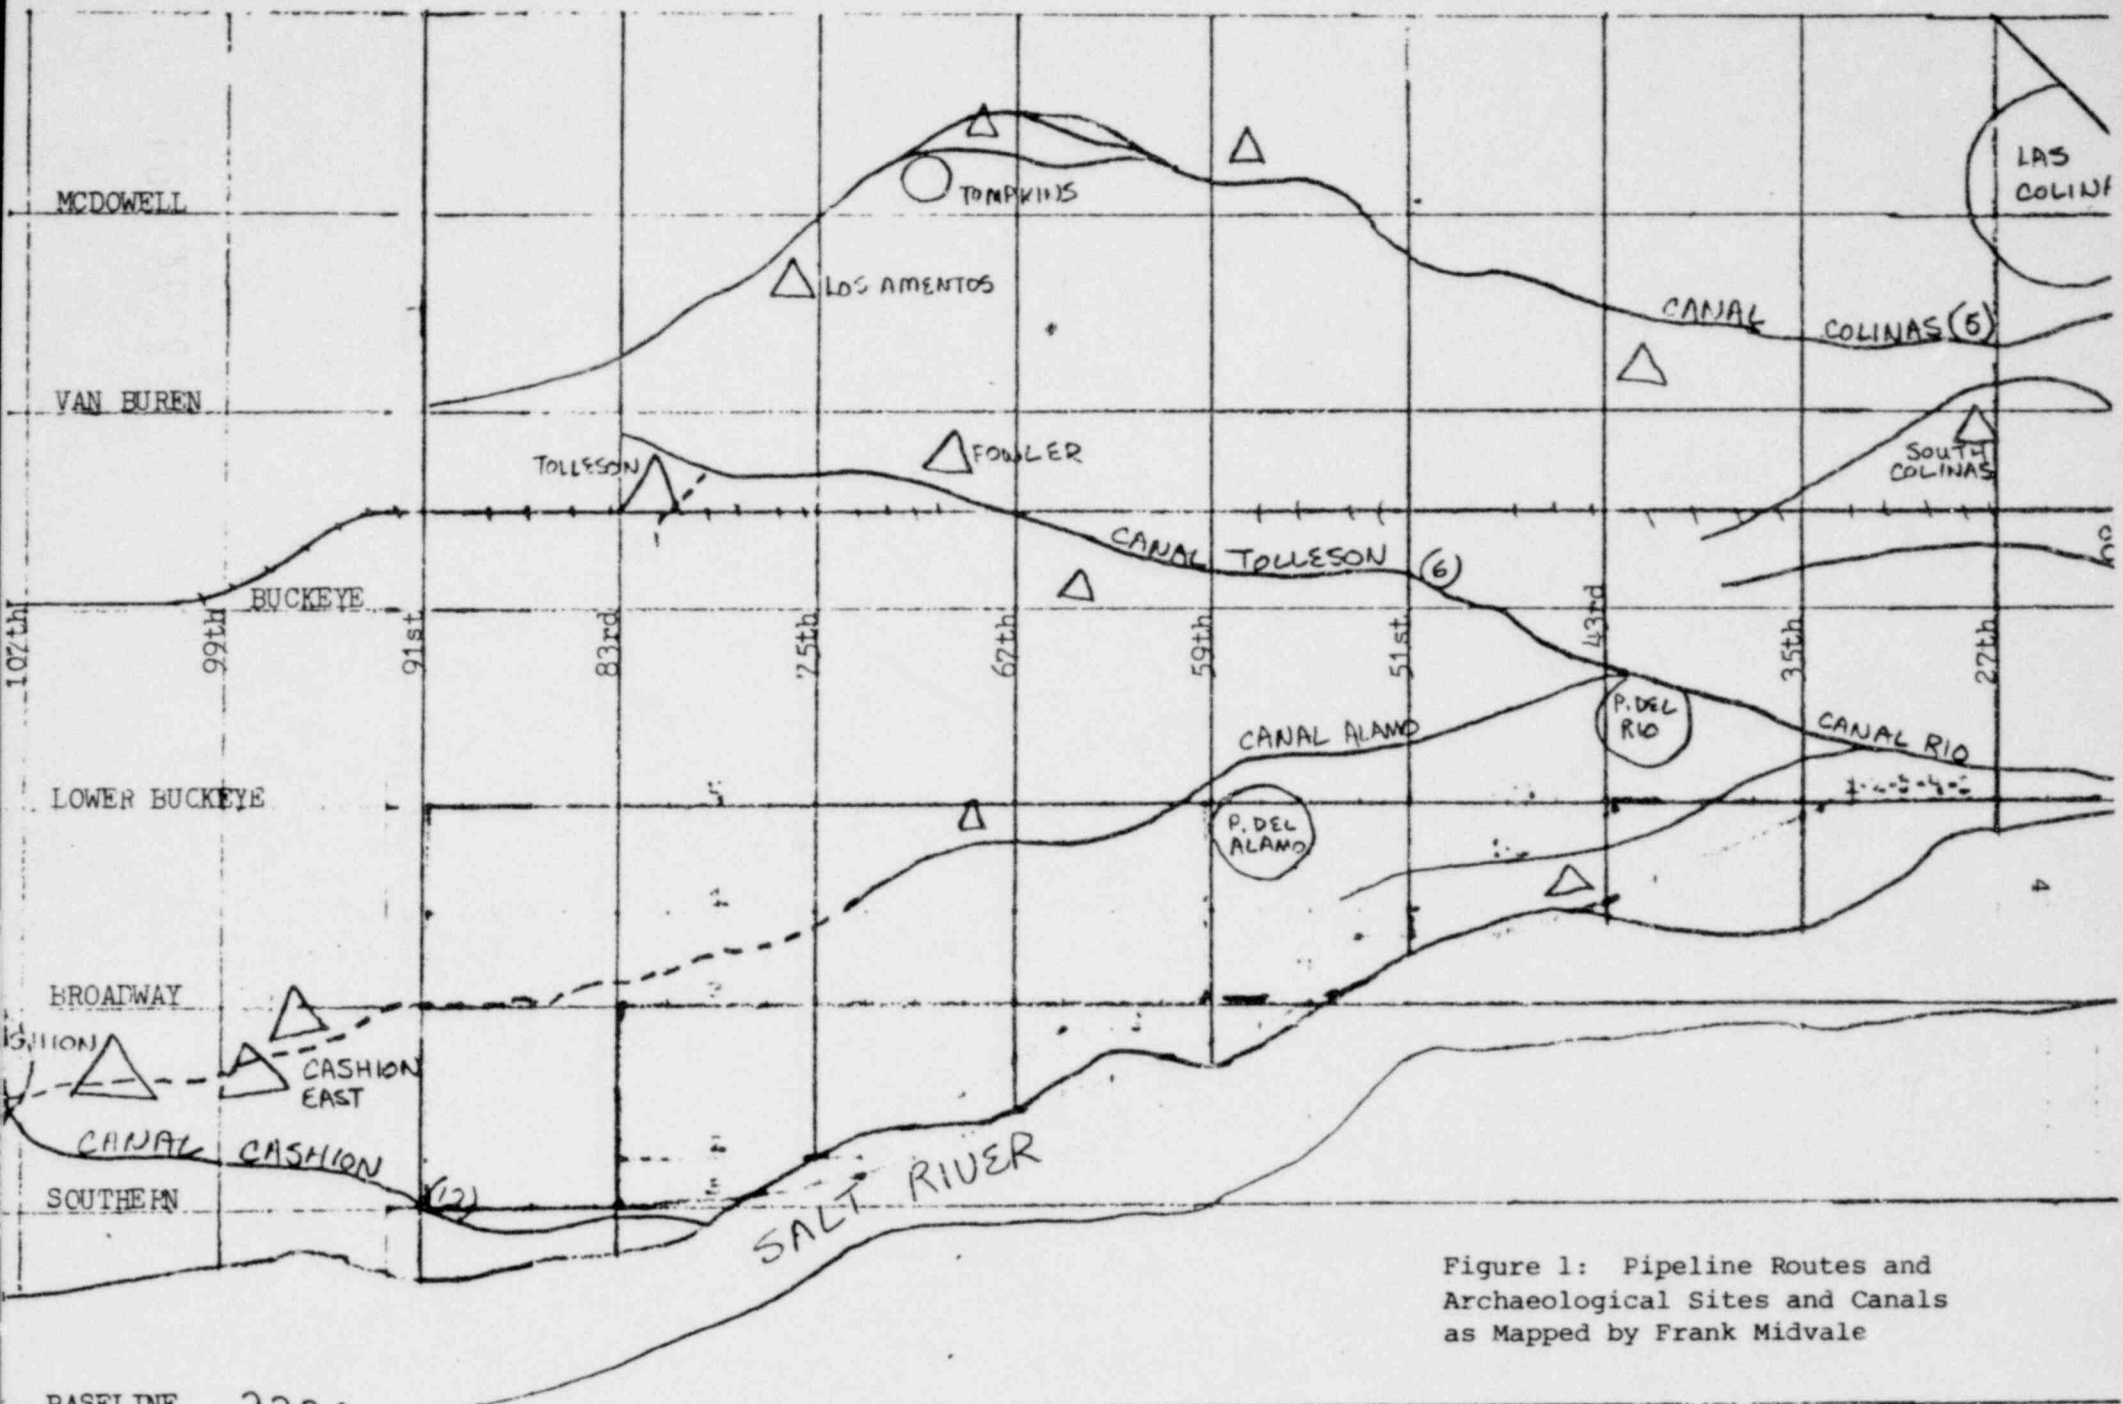 LAS
COLIN
MCDOWELL
TOMPKINS
LOS AMENTOS
CANAL COLINAS (5)
VAN BUREN
TOLLESON
FOWLER
SOUTH
COLINAS
CANAL TOLLESON (6)
BUCKEYE
107th
99th
91st
83rd
75th
67th
59th
51st
43rd
35th
27th
P. DEL
RIO
CANAL ALAMO
CANAL RIO
LOWER BUCKEYE
P. DEL
ALAMO
4
BROADWAY
SHION
CASHION
EAST
CANAL CASHION
(12)
SOUTHERN
SALT RIVER
Figure 1: Pipeline Routes and
Archaeological Sites and Canals
as Mapped by Frank Midvale
BASELINE